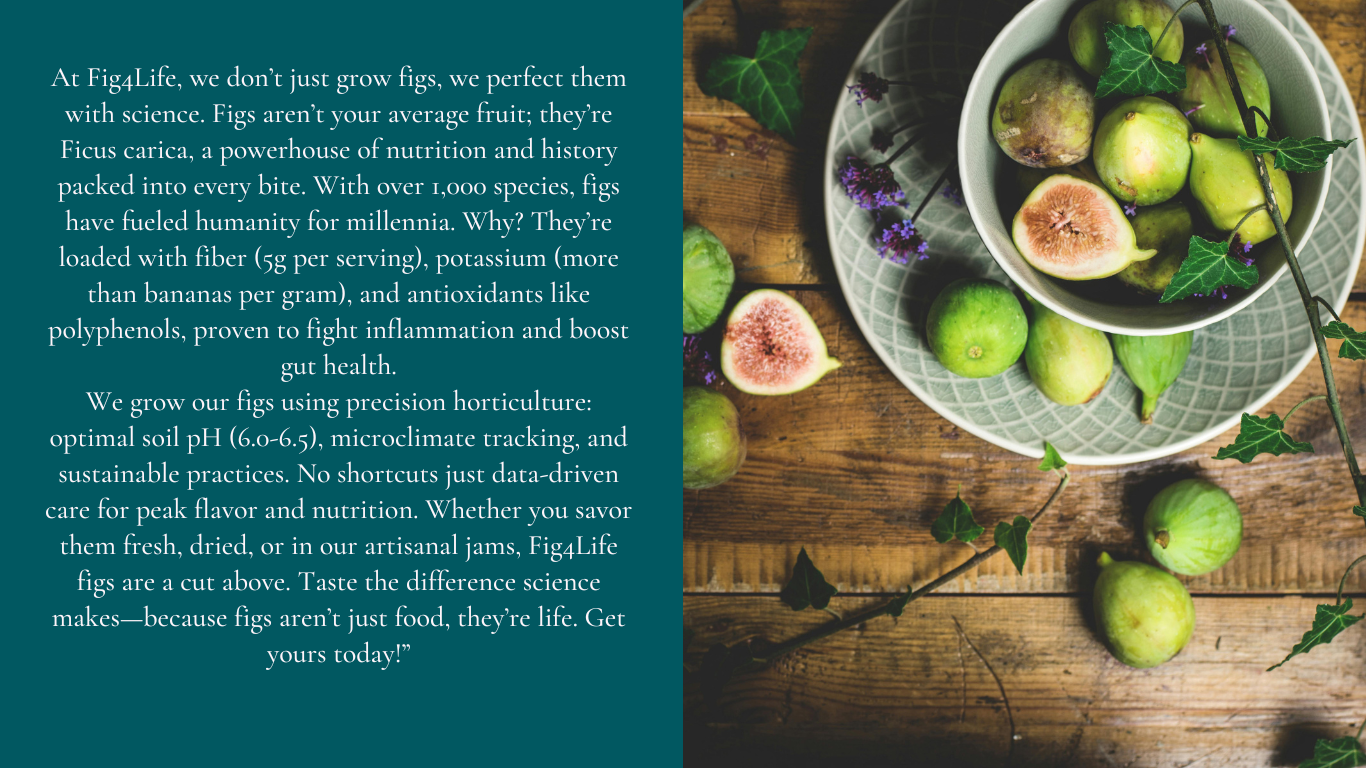 At Fig4Life, we don’t just grow figs, we perfect them
with science. Figs aren’t your average fruit; they’re
Ficus carica, a powerhouse of nutrition and history
packed into every bite. With over 1,000 species, figs
have fueled humanity for millennia. Why? They’re
loaded with fiber (5g per serving), potassium (more
than bananas per gram), and antioxidants like
polyphenols, proven to fight inflammation and boost
gut health.
We grow our figs using precision horticulture:
optimal soil pH (6.0-6.5), microclimate tracking, and
sustainable practices. No shortcuts just data-driven
care for peak flavor and nutrition. Whether you savor
them fresh, dried, or in our artisanal jams, Fig4Life
figs are a cut above. Taste the difference science
makes—because figs aren’t just food, they’re life. Get
yours today!”